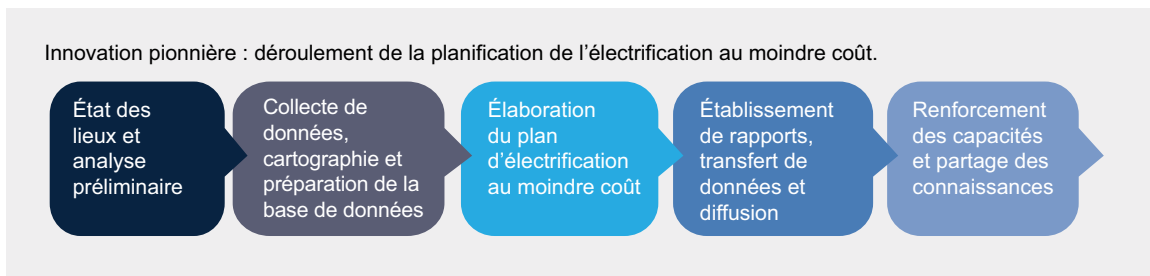 Innovation pionnière : déroulement de la planification de l’électrification au moindre coût.
État des
lieux et
analyse
préliminaire
Collecte de
données,
cartographie et
préparation de la
base de données
Élaboration
du plan
d’électrification
au moindre coût
Établissement
de rapports,
transfert de
données et
diffusion
Renforcement
des capacités
et partage des
connaissances